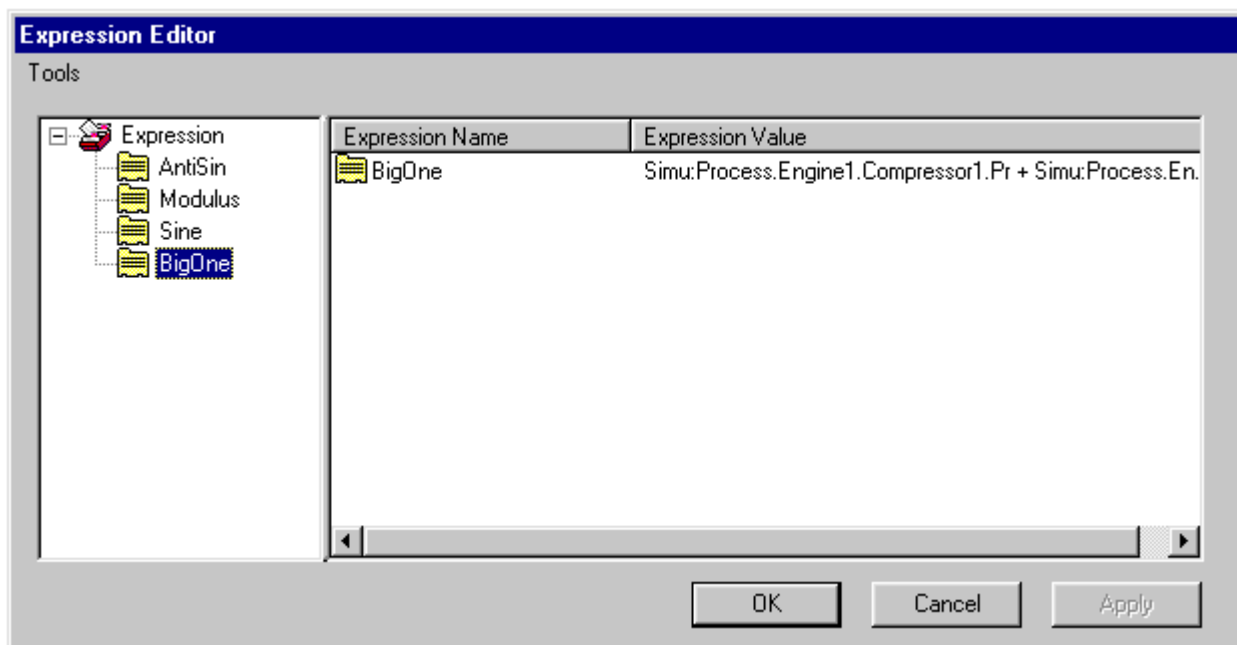 Expression Editor
Tools
Expression
AntiSin
Modulus
Sine
BigOne
Expression Name Expression Value
BigOne Simu:Process.Engine1.Compressor1.Pr + Simu:Process.En.
OK Cancel Apply